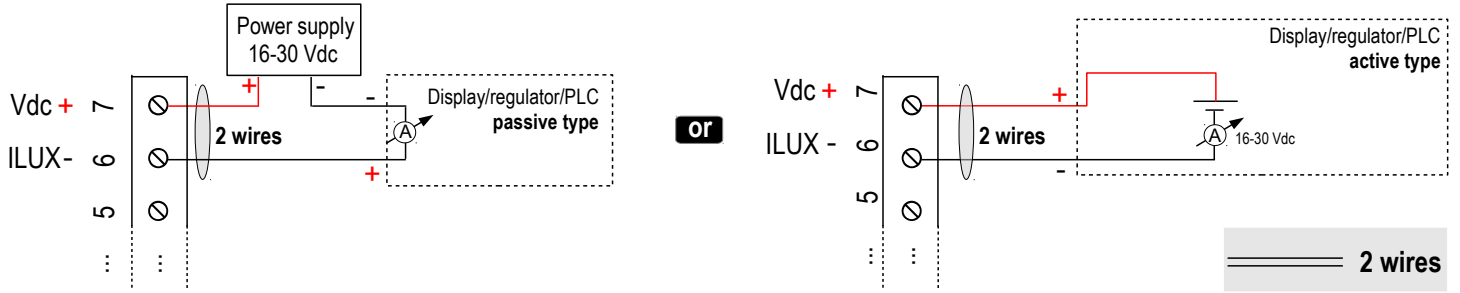 Power supply
16-30 Vdc
+
-
-
Display/regulator/PLC
passive type
Vdc +
7
2 wires
A
ILUX-
6
+
5
...
...
or
Display/regulator/PLC
active type
Vdc +
7
+
2 wires
A
16-30 Vdc
ILUX -
6
-
5
...
...
2 wires